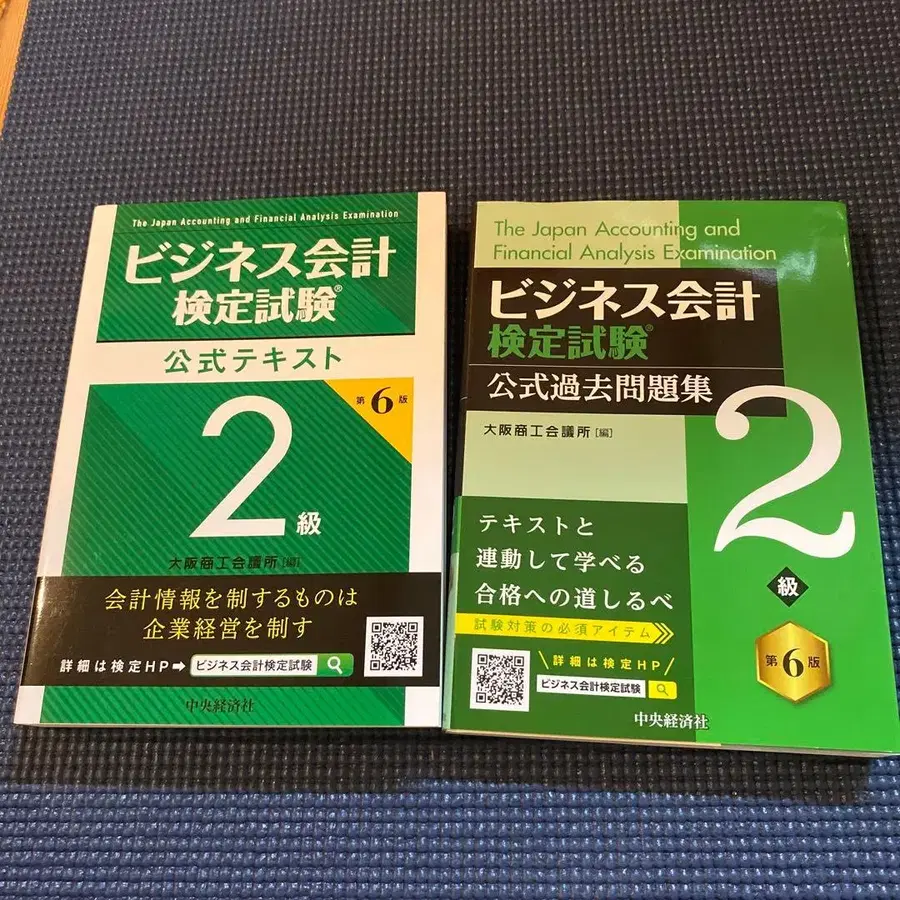 The Japan Accounting and Financial Analysis Examination
ビジネス会計
検定試験®
公式テキスト
第6版
2級
大阪商工会議所[編]
会計情報を制するものは
企業経営を制す
詳細は検定HP➡ビジネス会計検定試験
中央経済社
The Japan Accounting and
Financial Analysis Examination
ビジネス会計
検定試験®
公式過去問題集
2
級
大阪商工会議所[編]
テキストと
連動して学べる
合格への道しるべ
試験対策の必須アイテム
\詳細は検定HP/
ビジネス会計検定試験
第6版
中央経済社